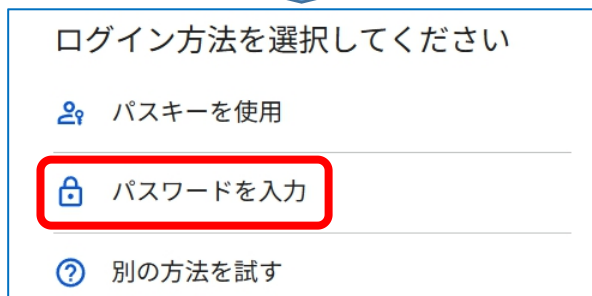 ログイン方法を選択してください
パスキーを使用
パスワードを入力
別の方法を試す